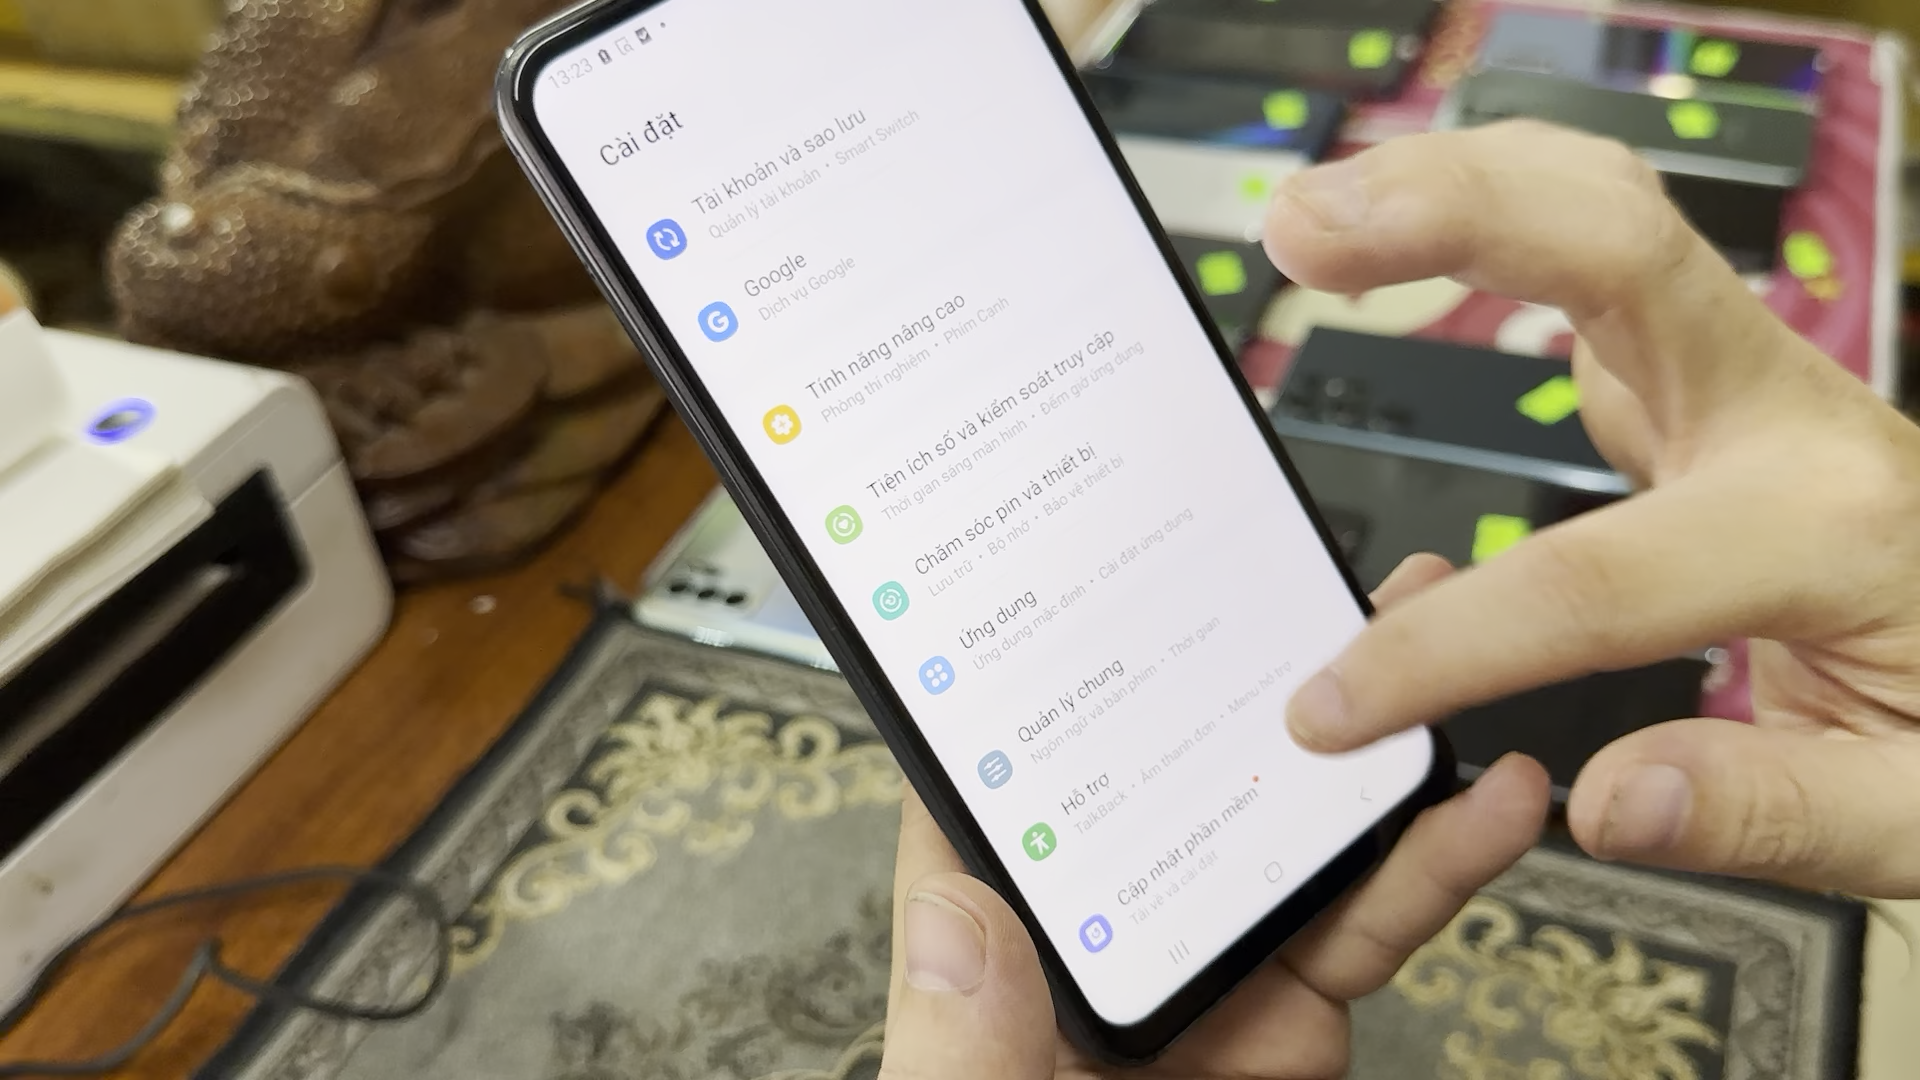 13:23
Cài đặt
Tài khoản và sao lưu
Quản lý tài khoản • Smart Switch
Google
Dịch vụ Google
Tính năng nâng cao
Phòng thí nghiệm • Phím Cạnh
Tiện ích số và kiểm soát truy cập
Thời gian sáng màn hình • Đếm giờ ứng dụng
Chăm sóc pin và thiết bị
Lưu trữ • Bộ nhớ • Bảo vệ thiết bị
Ứng dụng
Ứng dụng mặc định • Cài đặt ứng dụng
Quản lý chung
Ngôn ngữ và bàn phím • Thời gian
Hỗ trợ
TalkBack • Âm thanh đơn • Menu hỗ trợ
Cập nhật phần mềm
Tải về và cài đặt